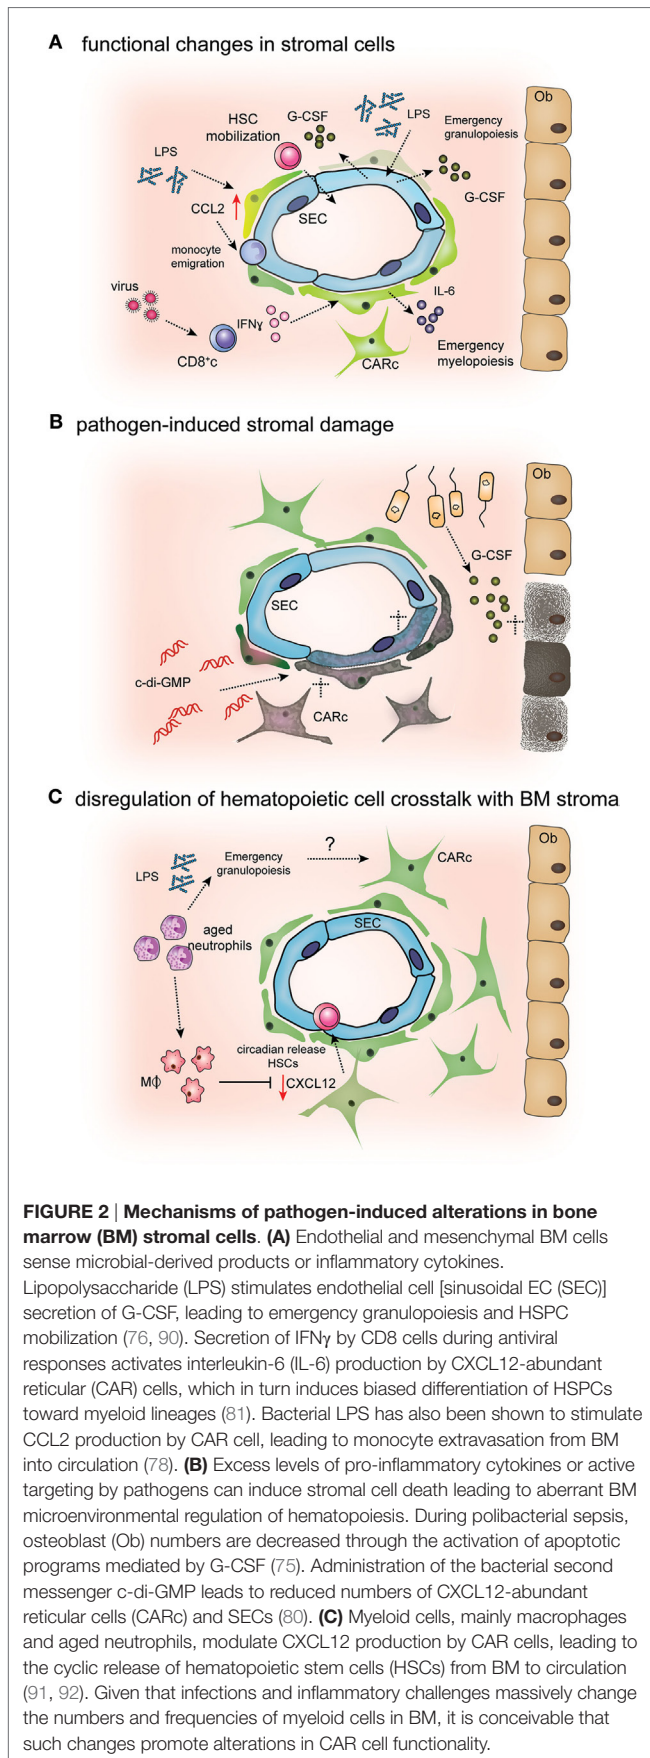 A functional changes in stromal cells
Ob
HSC
mobilization
G-CSF
LPS
Emergency
granulopoiesis
LPS
G-CSF
CCL2
SEC
monocyte
emigration
virus
IL-6
IFNγ
CD8⁺c
CARc
Emergency
myelopoiesis
B pathogen-induced stromal damage
Ob
G-CSF
SEC
c-di-GMP
CARc
C disregulation of hematopoietic cell crosstalk with BM stroma
Ob
?
LPS
Emergency
granulopoiesis
CARc
aged
neutrophils
SEC
circadian release
HSCs
MΦ
CXCL12
FIGURE 2 | Mechanisms of pathogen-induced alterations in bone
marrow (BM) stromal cells. (A) Endothelial and mesenchymal BM cells
sense microbial-derived products or inflammatory cytokines.
Lipopolysaccharide (LPS) stimulates endothelial cell [sinusoidal EC (SEC)]
secretion of G-CSF, leading to emergency granulopoiesis and HSPC
mobilization (76, 90). Secretion of IFNγ by CD8 cells during antiviral
responses activates interleukin-6 (IL-6) production by CXCL12-abundant
reticular (CAR) cells, which in turn induces biased differentiation of HSPCs
toward myeloid lineages (81). Bacterial LPS has also been shown to stimulate
CCL2 production by CAR cell, leading to monocyte extravasation from BM
into circulation (78). (B) Excess levels of pro-inflammatory cytokines or active
targeting by pathogens can induce stromal cell death leading to aberrant BM
microenvironmental regulation of hematopoiesis. During polibacterial sepsis,
osteoblast (Ob) numbers are decreased through the activation of apoptotic
programs mediated by G-CSF (75). Administration of the bacterial second
messenger c-di-GMP leads to reduced numbers of CXCL12-abundant
reticular cells (CARc) and SECs (80). (C) Myeloid cells, mainly macrophages
and aged neutrophils, modulate CXCL12 production by CAR cells, leading to
the cyclic release of hematopoietic stem cells (HSCs) from BM to circulation
(91, 92). Given that infections and inflammatory challenges massively change
the numbers and frequencies of myeloid cells in BM, it is conceivable that
such changes promote alterations in CAR cell functionality.